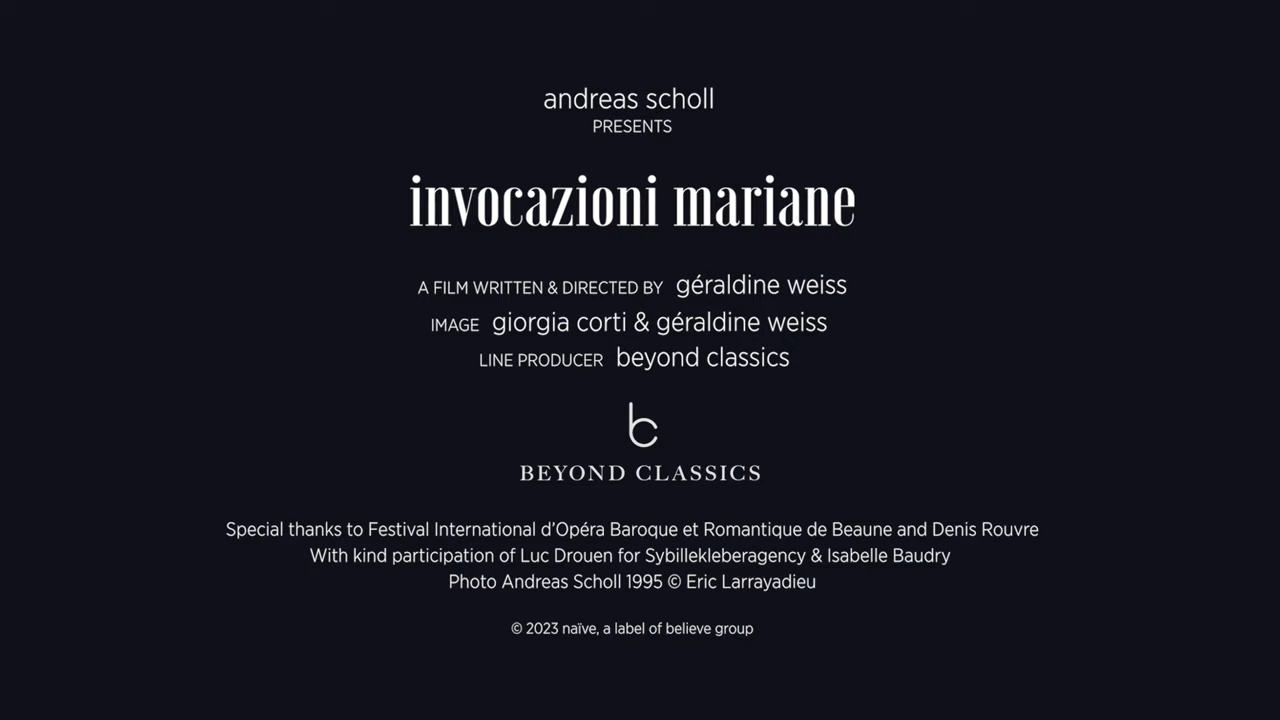 andreas scholl
PRESENTS
invocazioni mariane
A FILM WRITTEN & DIRECTED BY géraldine weiss
IMAGE giorgia corti & géraldine weiss
LINE PRODUCER beyond classics
bc
BEYOND CLASSICS
Special thanks to Festival International d'Opéra Baroque et Romantique de Beaune and Denis Rouvre
With kind participation of Luc Drouen for Sybillekleberagency & Isabelle Baudry
Photo Andreas Scholl 1995 © Eric Larrayadieu
© 2023 naïve, a label of believe group